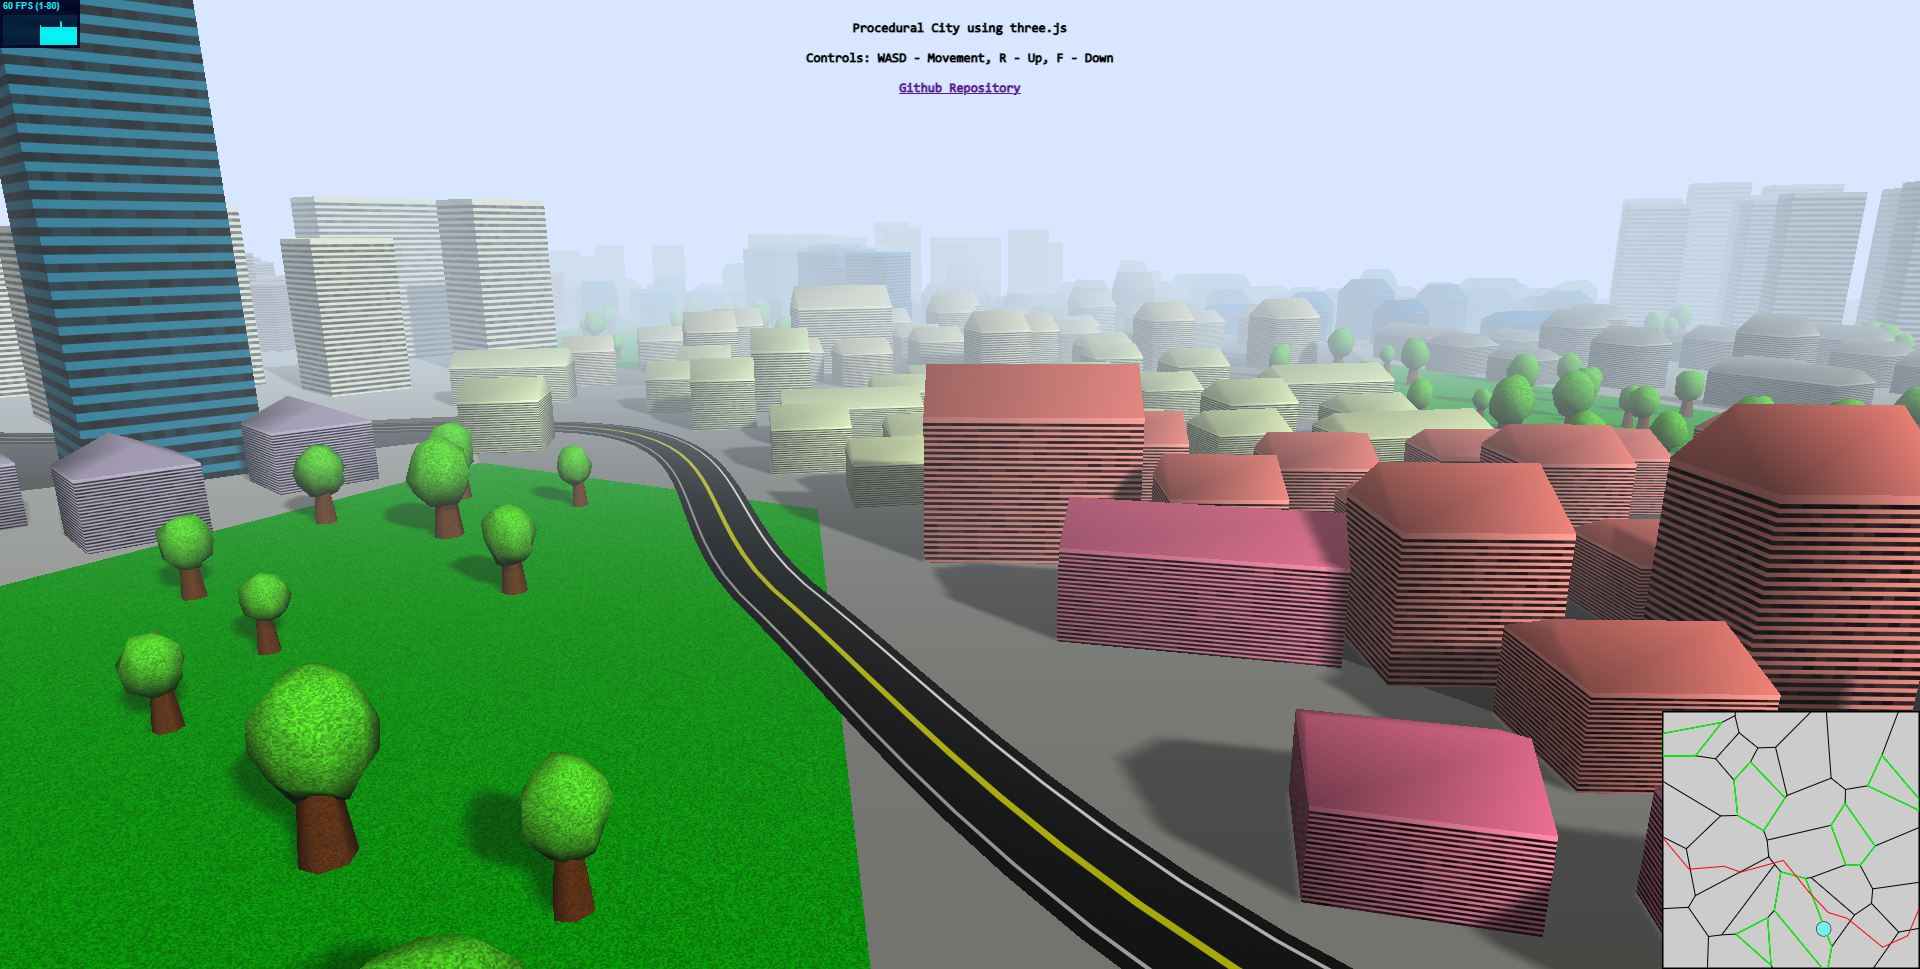 60 FPS (1-80)
Procedural City using three.js
Controls: WASD - Movement, R - Up, F - Down
Github Repository